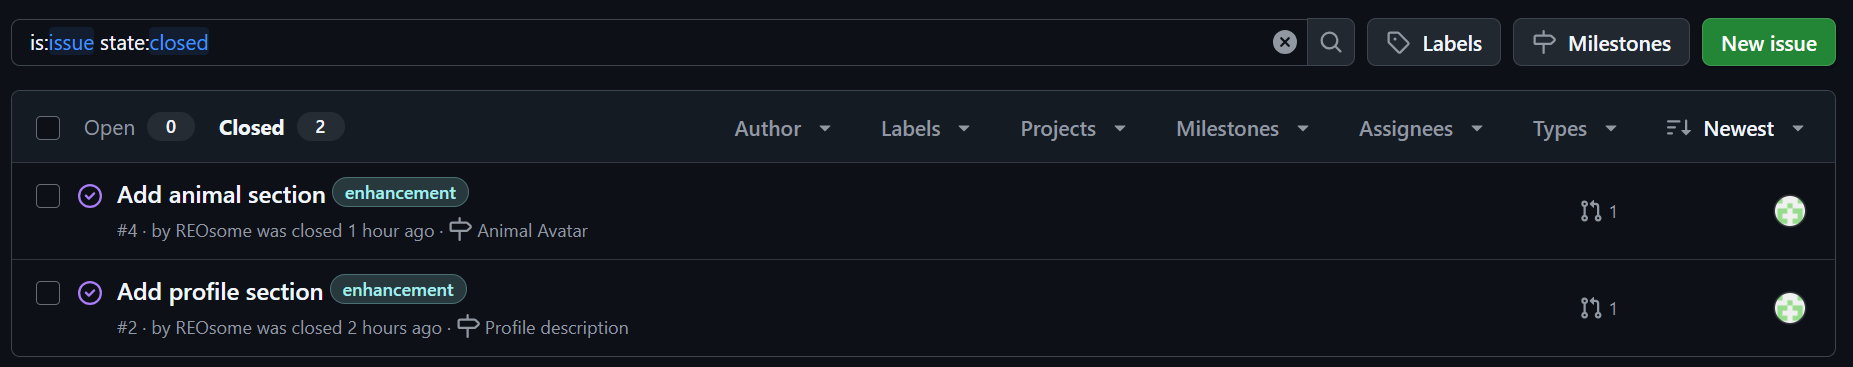 is:issue state:closed
Labels
Milestones
New issue
Open 0 Closed 2 Author Labels Projects Milestones Assignees Types Newest
Add animal section enhancement
#4 · by REOsome was closed 1 hour ago · Animal Avatar
1
Add profile section enhancement
#2 · by REOsome was closed 2 hours ago · Profile description
1